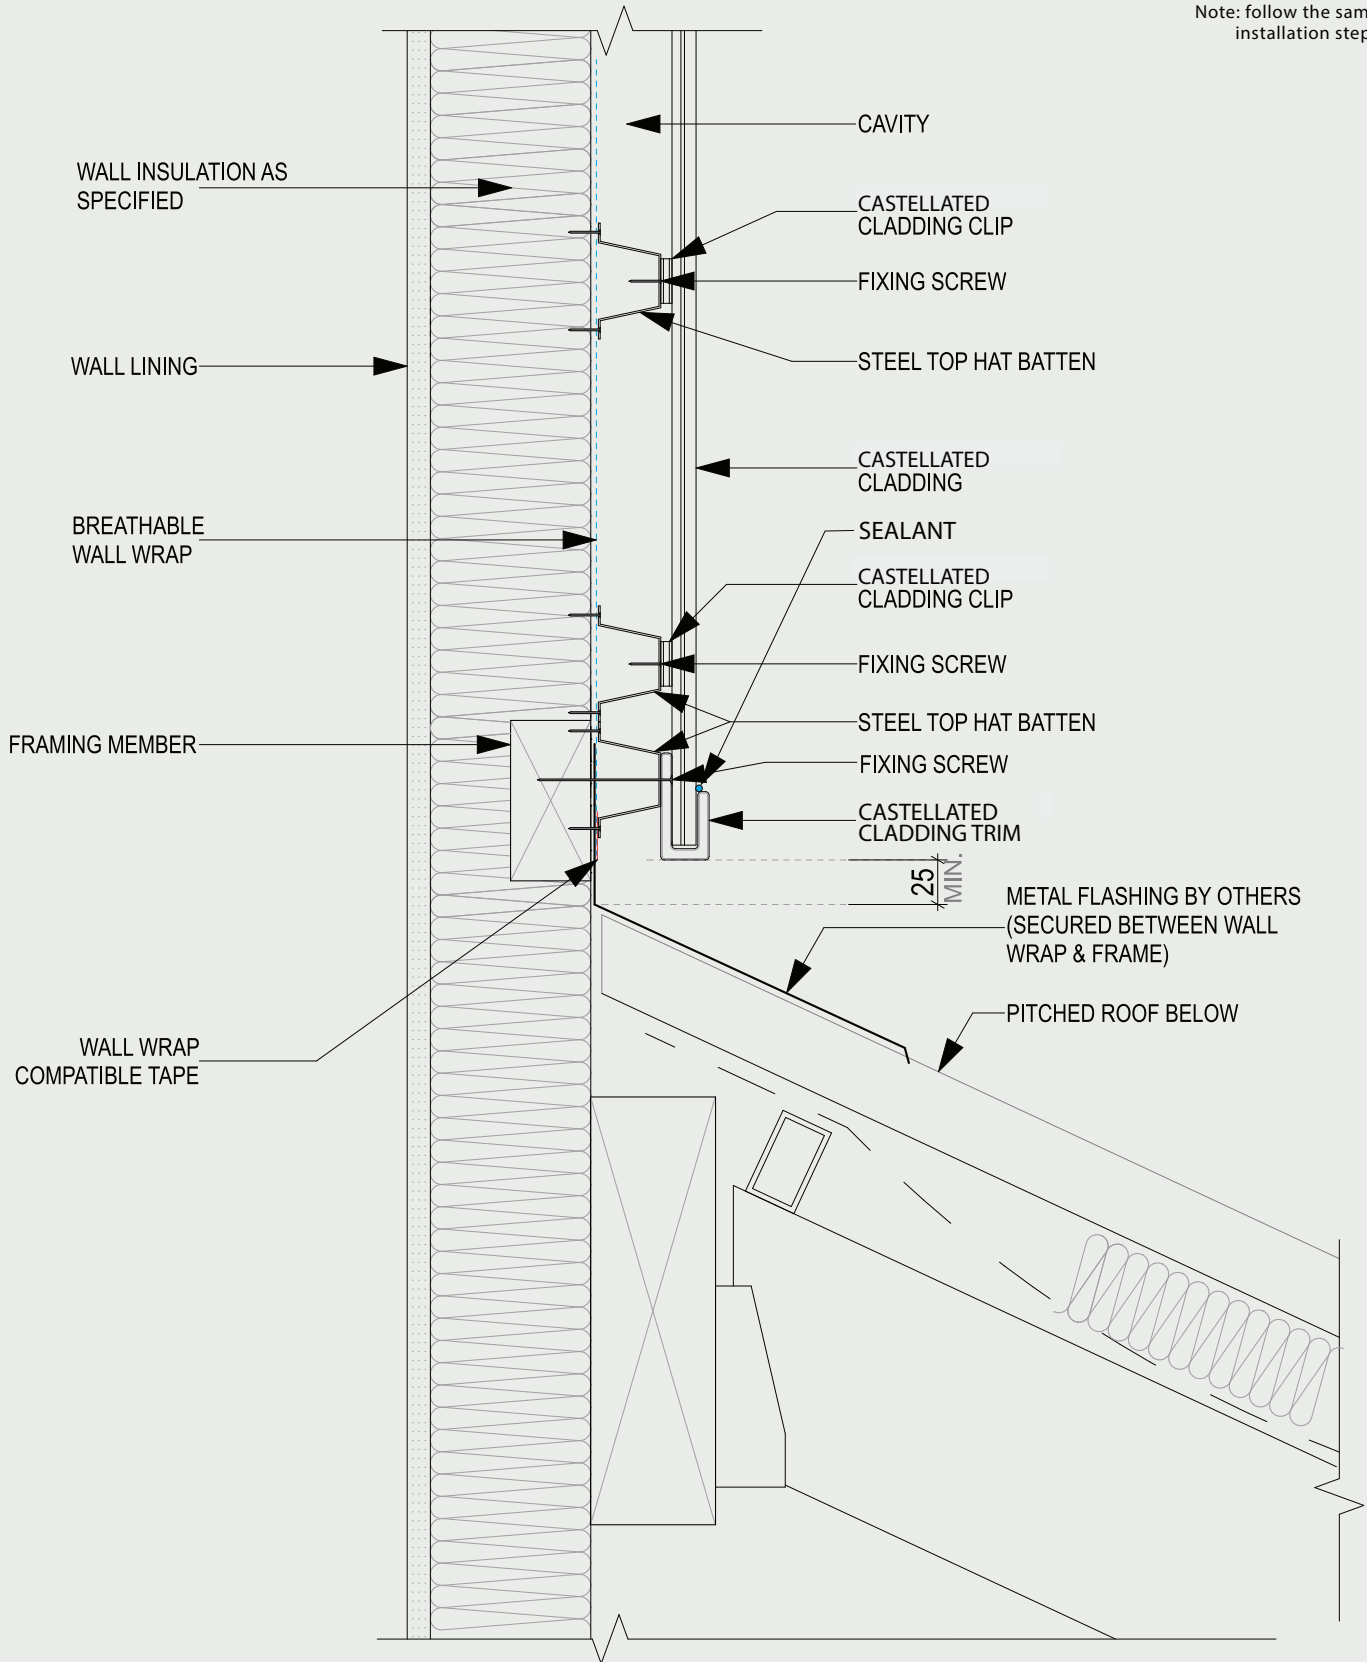 Note: follow the sam
installation step
CAVITY
WALL INSULATION AS
SPECIFIED
CASTELLATED
CLADDING CLIP
FIXING SCREW
STEEL TOP HAT BATTEN
WALL LINING
CASTELLATED
CLADDING
BREATHABLE
WALL WRAP
SEALANT
CASTELLATED
CLADDING CLIP
FIXING SCREW
STEEL TOP HAT BATTEN
FRAMING MEMBER
FIXING SCREW
CASTELLATED
CLADDING TRIM
25
MIN.
METAL FLASHING BY OTHERS
(SECURED BETWEEN WALL
WRAP & FRAME)
PITCHED ROOF BELOW
WALL WRAP
COMPATIBLE TAPE